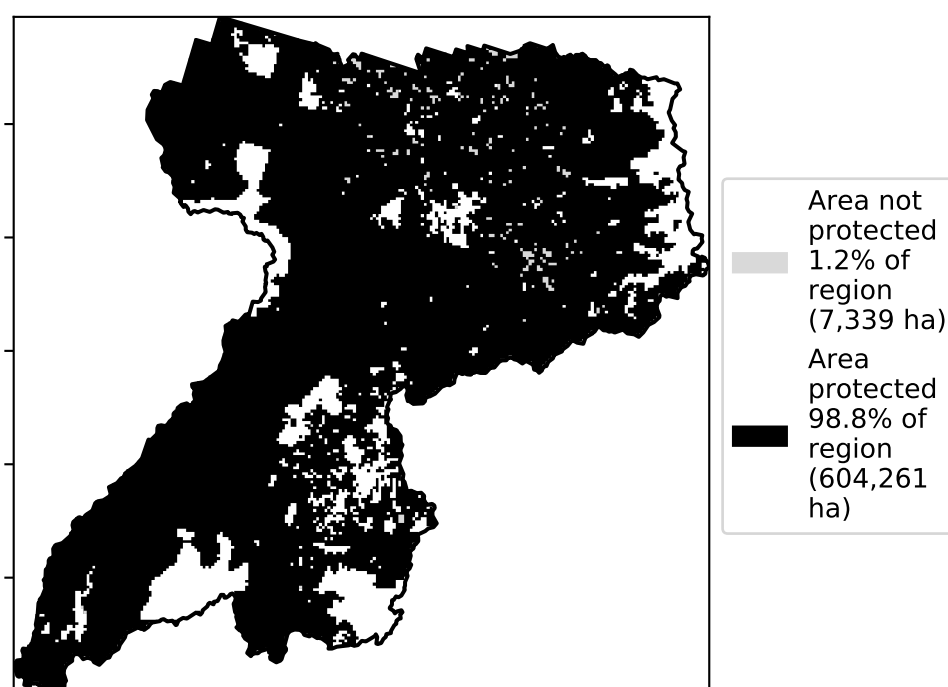 Area not
protected
1.2% of
region
(7,339 ha)
Area
protected
98.8% of
region
(604,261
ha)